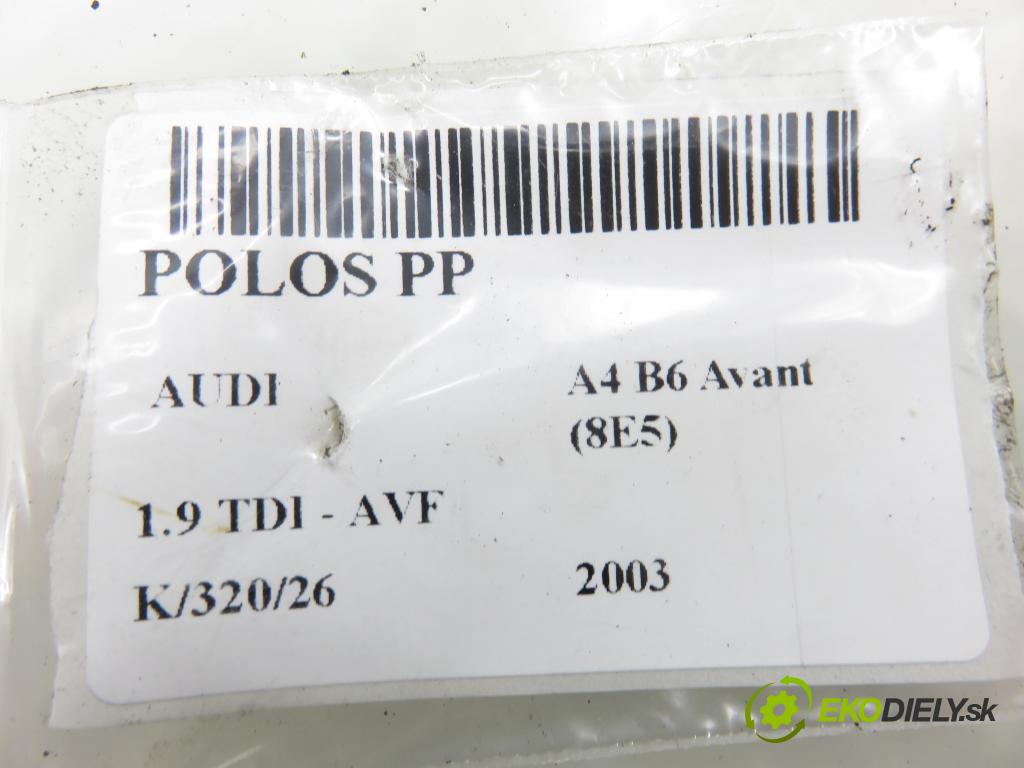 POLOS PP
AUDI
A4 B6 Avant
(8E5)
1.9 TDI - AVF
K/320/26
2003
EKODIELY.sk